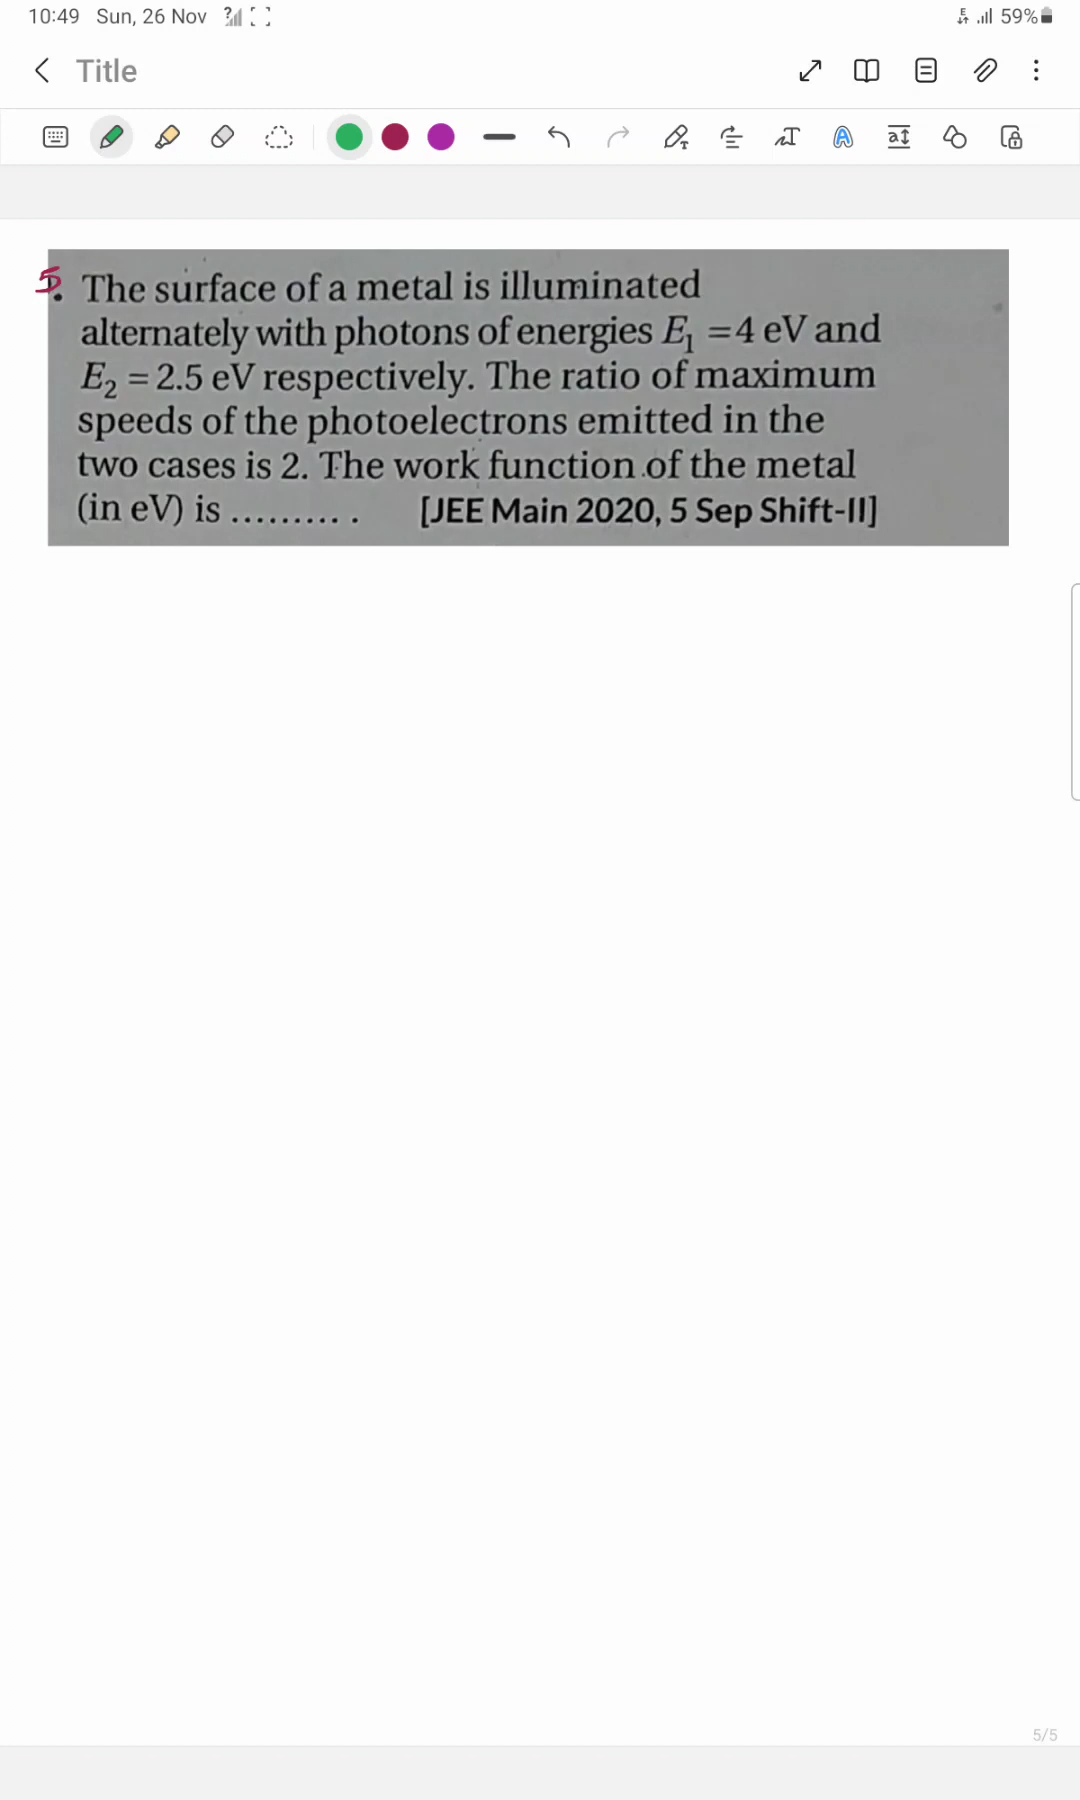 10:49 Sun, 26 Nov
59%
Title
5.
The surface of a metal is illuminated
alternately with photons of energies E₁ = 4 eV and
E₂ = 2.5 eV respectively. The ratio of maximum
speeds of the photoelectrons emitted in the
two cases is 2. The work function of the metal
(in eV) is .......... [JEE Main 2020, 5 Sep Shift-II]
5/5